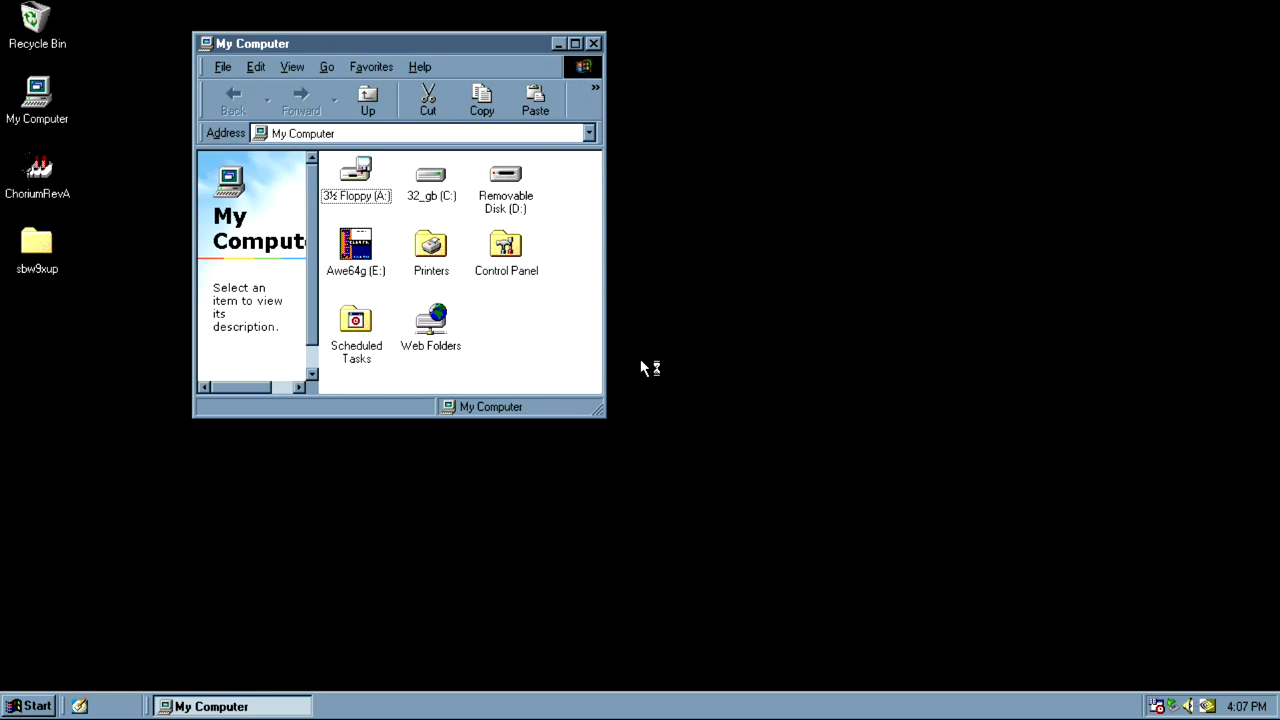 Recycle Bin
My Computer
ChoriumRevA
sbw9xup
My Computer
File Edit View Go Favorites Help
Back Forward Up Cut Copy Paste »
Address My Computer
My
Comput
Select an
item to view
its
description.
3½ Floppy (A:)
32_gb (C:)
Removable
Disk (D:)
Awe64g (E:)
Printers
Control Panel
Scheduled
Tasks
Web Folders
My Computer
Start
My Computer
4:07 PM